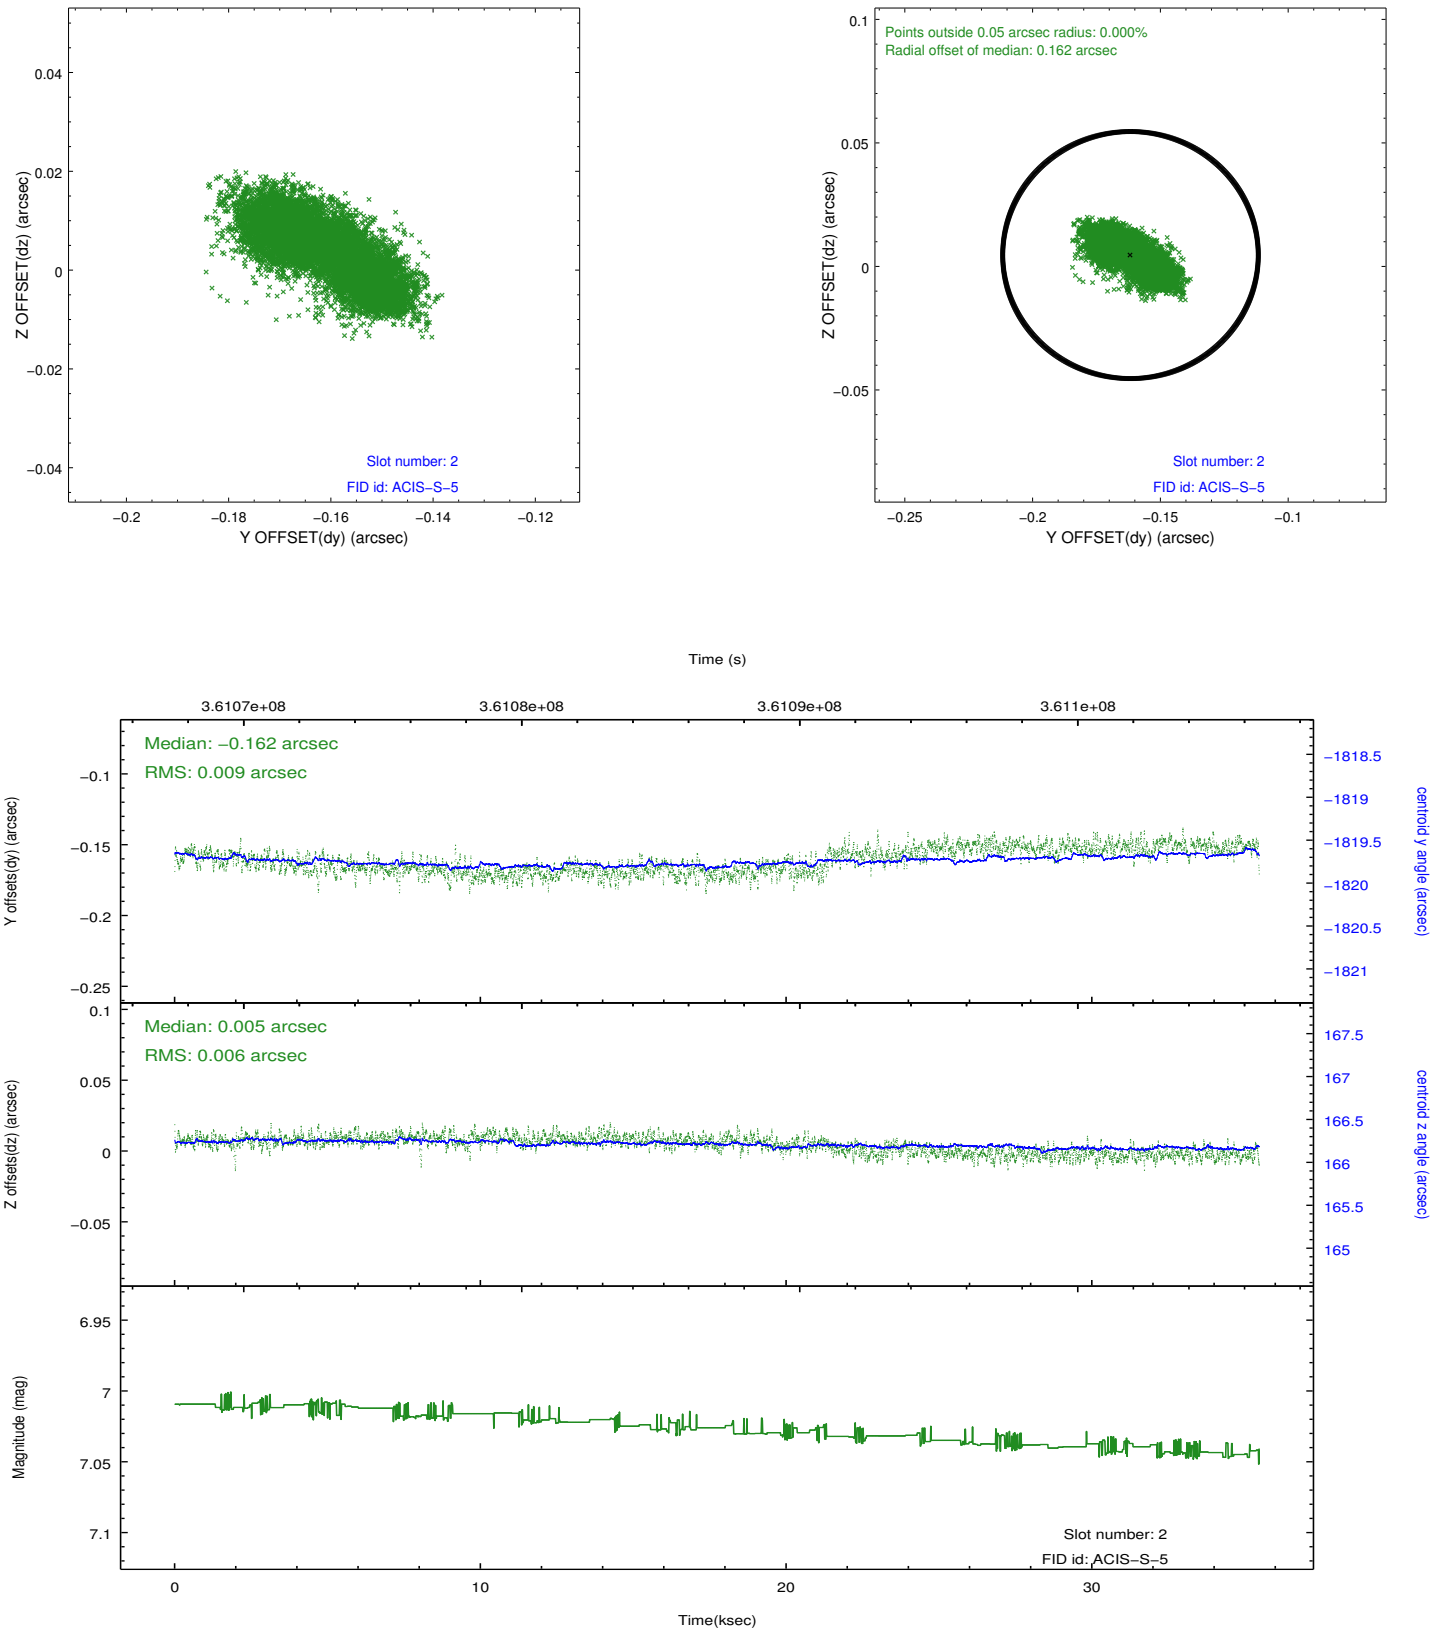 0.04
0.02
0
−0.02
−0.04
Z OFFSET(dz) (arcsec)
Slot number: 2
FID id: ACIS−S−5
−0.2
−0.18
−0.16
−0.14
−0.12
Y OFFSET(dy) (arcsec)
Points outside 0.05 arcsec radius: 0.000%
Radial offset of median: 0.162 arcsec
0.1
0.05
0
−0.05
Z OFFSET(dz) (arcsec)
Slot number: 2
FID id: ACIS−S−5
−0.25
−0.2
−0.15
−0.1
Y OFFSET(dy) (arcsec)
Time (s)
3.6107e+08
3.6108e+08
3.6109e+08
3.611e+08
Median: −0.162 arcsec
RMS: 0.009 arcsec
−0.1
−0.15
−0.2
−0.25
Y offsets(dy) (arcsec)
−1818.5
−1819
−1819.5
−1820
−1820.5
−1821
centroid y angle (arcsec)
Median: 0.005 arcsec
RMS: 0.006 arcsec
0.1
0.05
0
−0.05
Z offsets(dz) (arcsec)
167.5
167
166.5
166
165.5
165
centroid z angle (arcsec)
6.95
7
7.05
7.1
Magnitude (mag)
Slot number: 2
FID id: ACIS−S−5
0
10
20
30
Time(ksec)